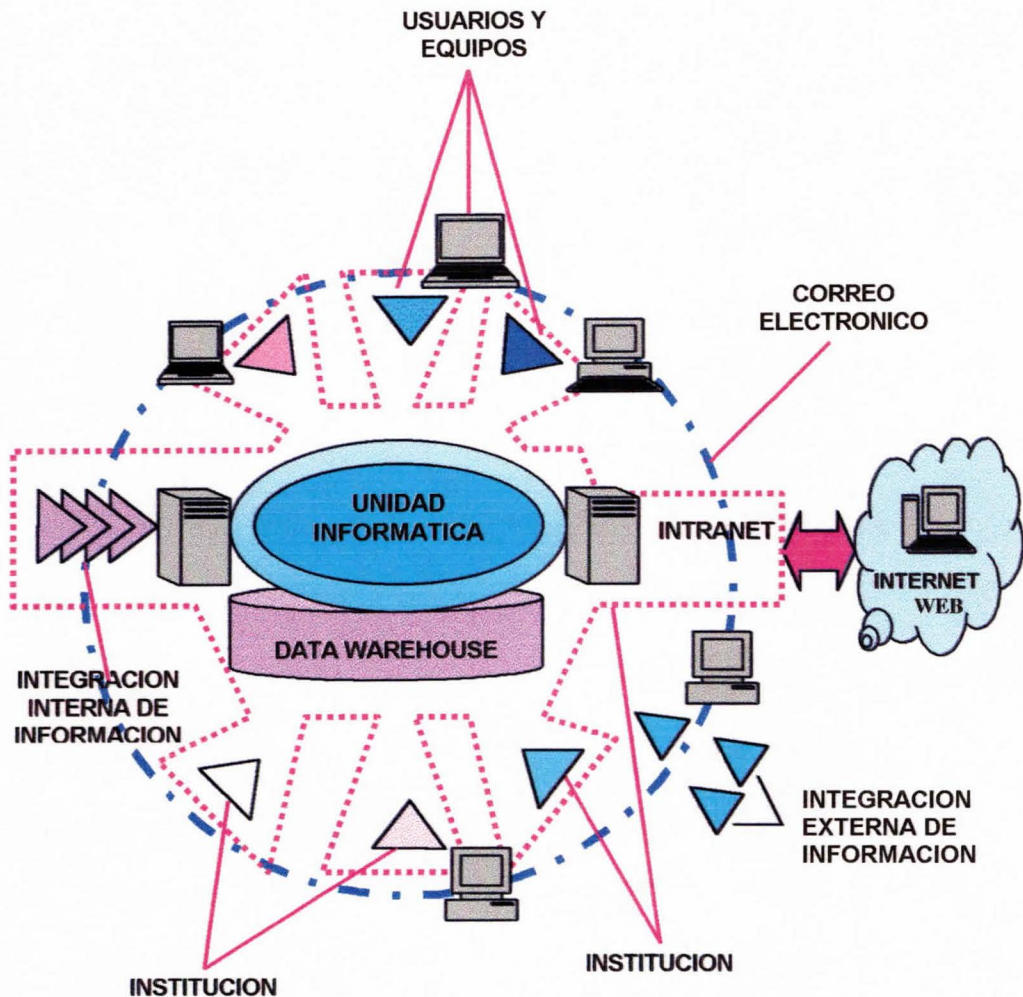 USUARIOS Y
EQUIPOS
CORREO
ELECTRONICO
UNIDAD
INFORMATICA
INTRANET
INTERNET
WEB
DATA WAREHOUSE
INTEGRACION
INTERNA DE
INFORMACION
INTEGRACION
EXTERNA DE
INFORMACION
INSTITUCION
INSTITUCION